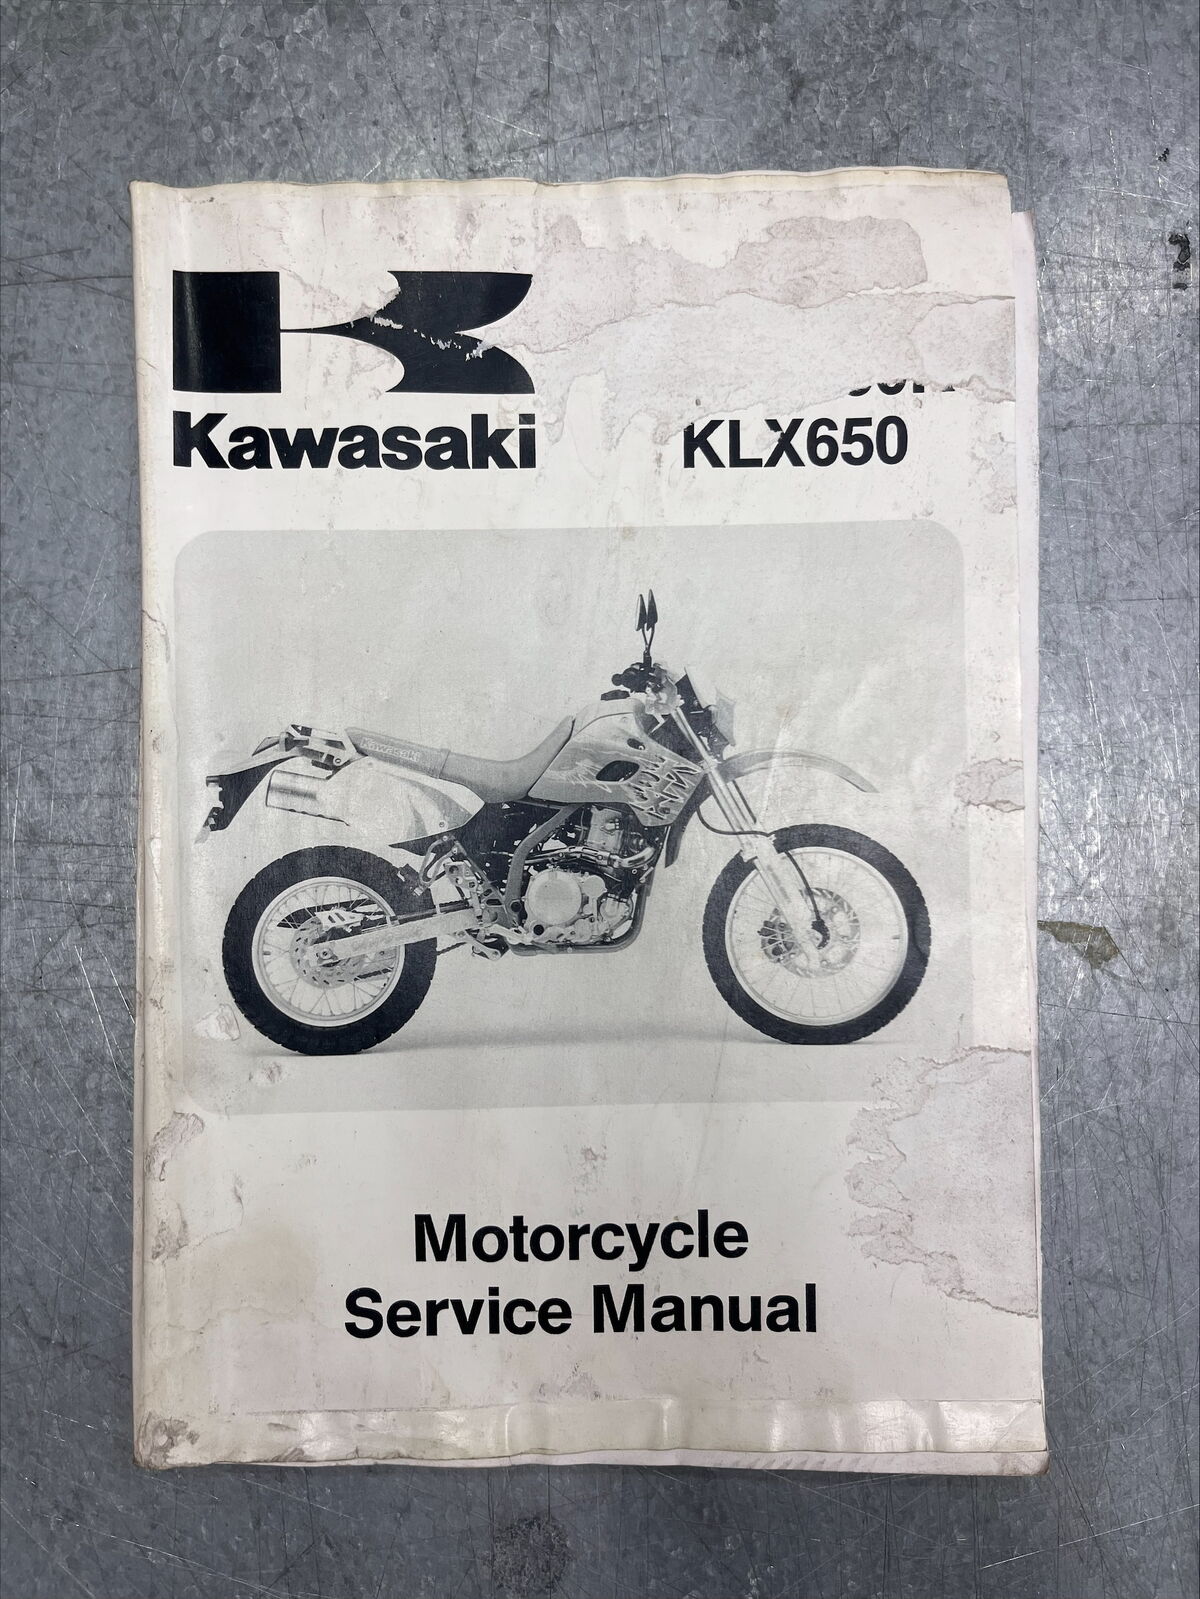 Kawasaki
KLX650
Kawasaki
Motorcycle
Service Manual